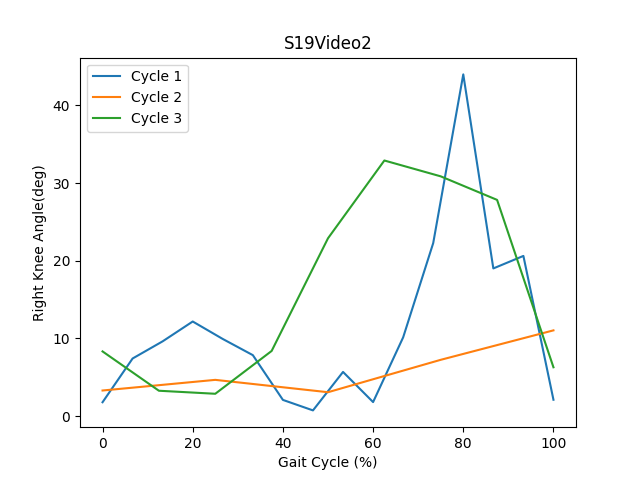 S19Video2
Cycle 1
Cycle 2
Cycle 3
Right Knee Angle(deg)
40
30
20
10
0
0 20 40 60 80 100
Gait Cycle (%)